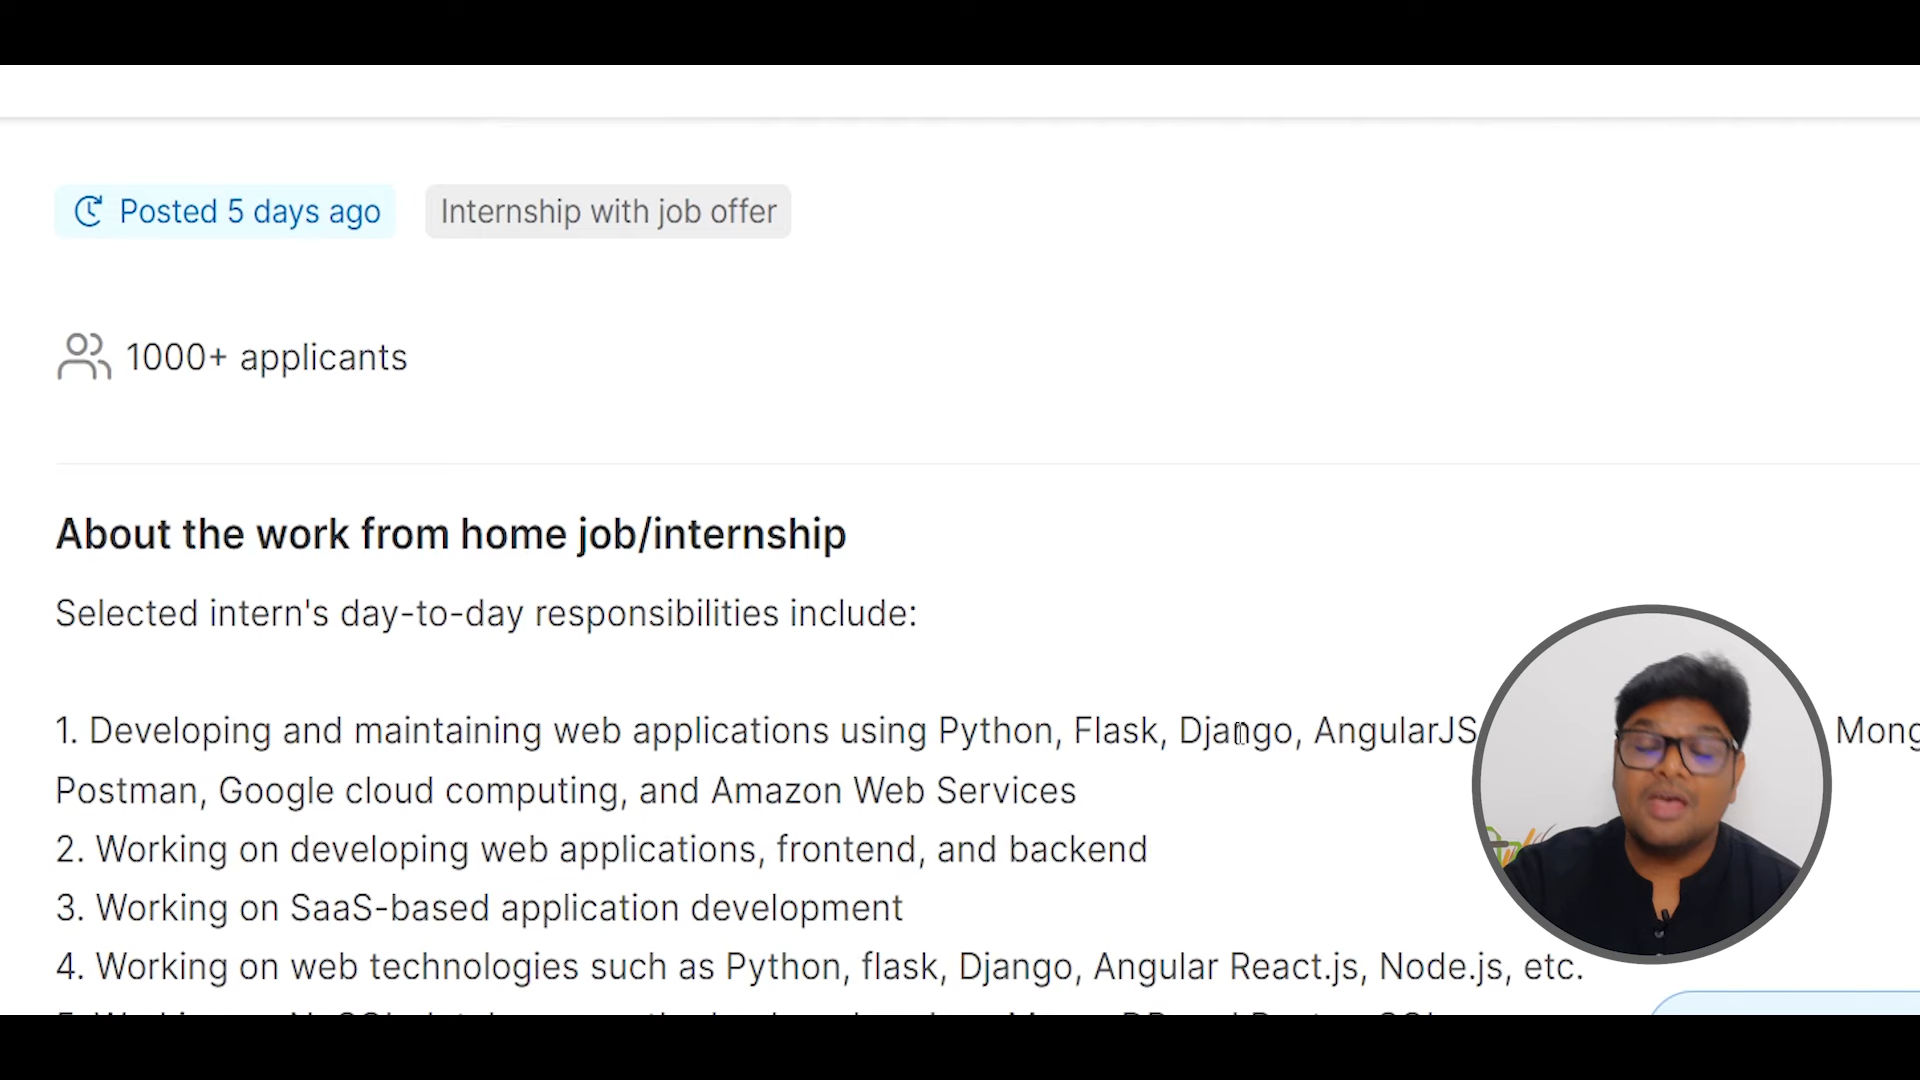 Posted 5 days ago
Internship with job offer
1000+ applicants
About the work from home job/internship
Selected intern's day-to-day responsibilities include:
1. Developing and maintaining web applications using Python, Flask, Django, AngularJS
Postman, Google cloud computing, and Amazon Web Services
2. Working on developing web applications, frontend, and backend
3. Working on SaaS-based application development
4. Working on web technologies such as Python, flask, Django, Angular React.js, Node.js, etc.